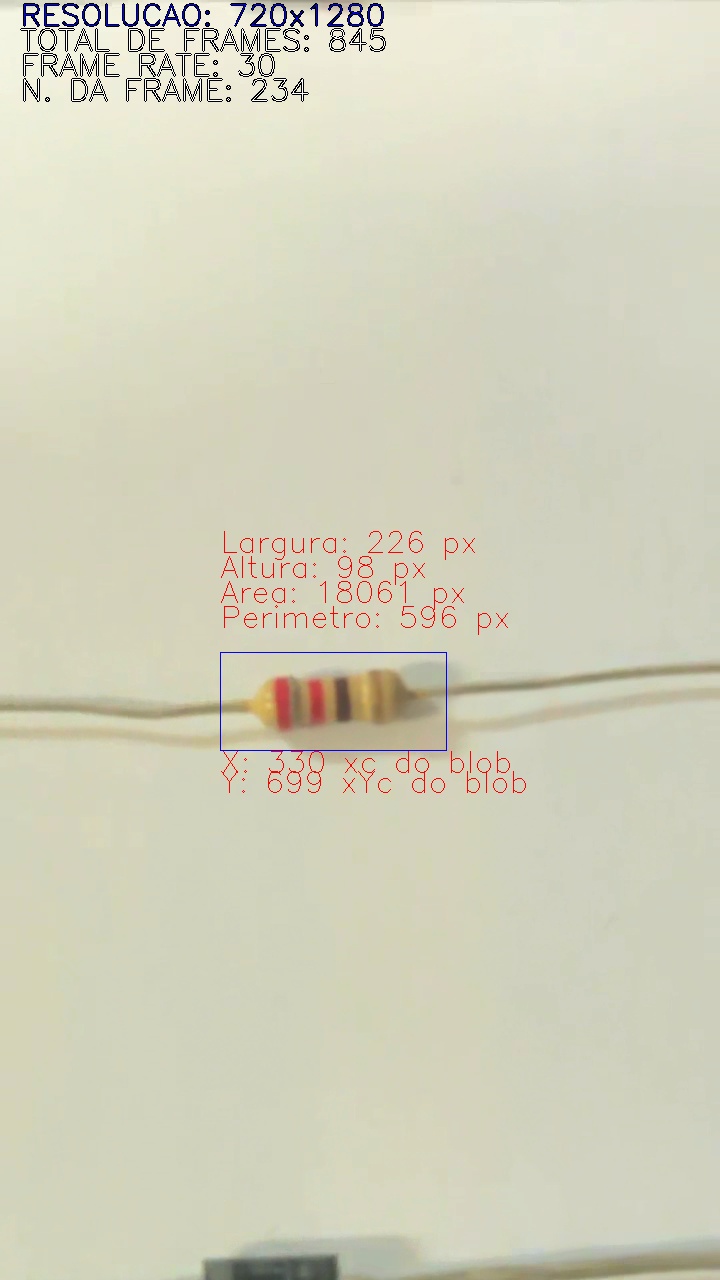 RESOLUCAO: 720x1280
TOTAL DE FRAMES: 845
FRAME RATE: 30
N. DA FRAME: 234
Largura: 226 px
Altura: 98 px
Area: 18061 px
Perimetro: 596 px
X: 330 xc do blob
Y: 699 xYc do blob